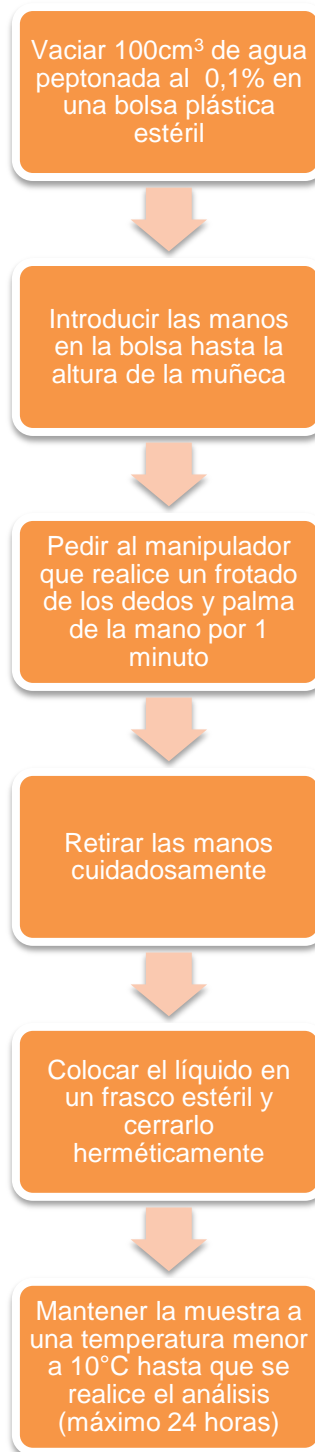 Vaciar 100cm³ de agua
peptonada al  0,1% en
una bolsa plástica
estéril
Introducir las manos
en la bolsa hasta la
altura de la muñeca
Pedir al manipulador
que realice un frotado
de los dedos y palma
de la mano por 1
minuto
Retirar las manos
cuidadosamente
Colocar el líquido en
un frasco estéril y
cerrarlo
herméticamente
Mantener la muestra a
una temperatura menor
a 10°C hasta que se
realice el análisis
(máximo 24 horas)